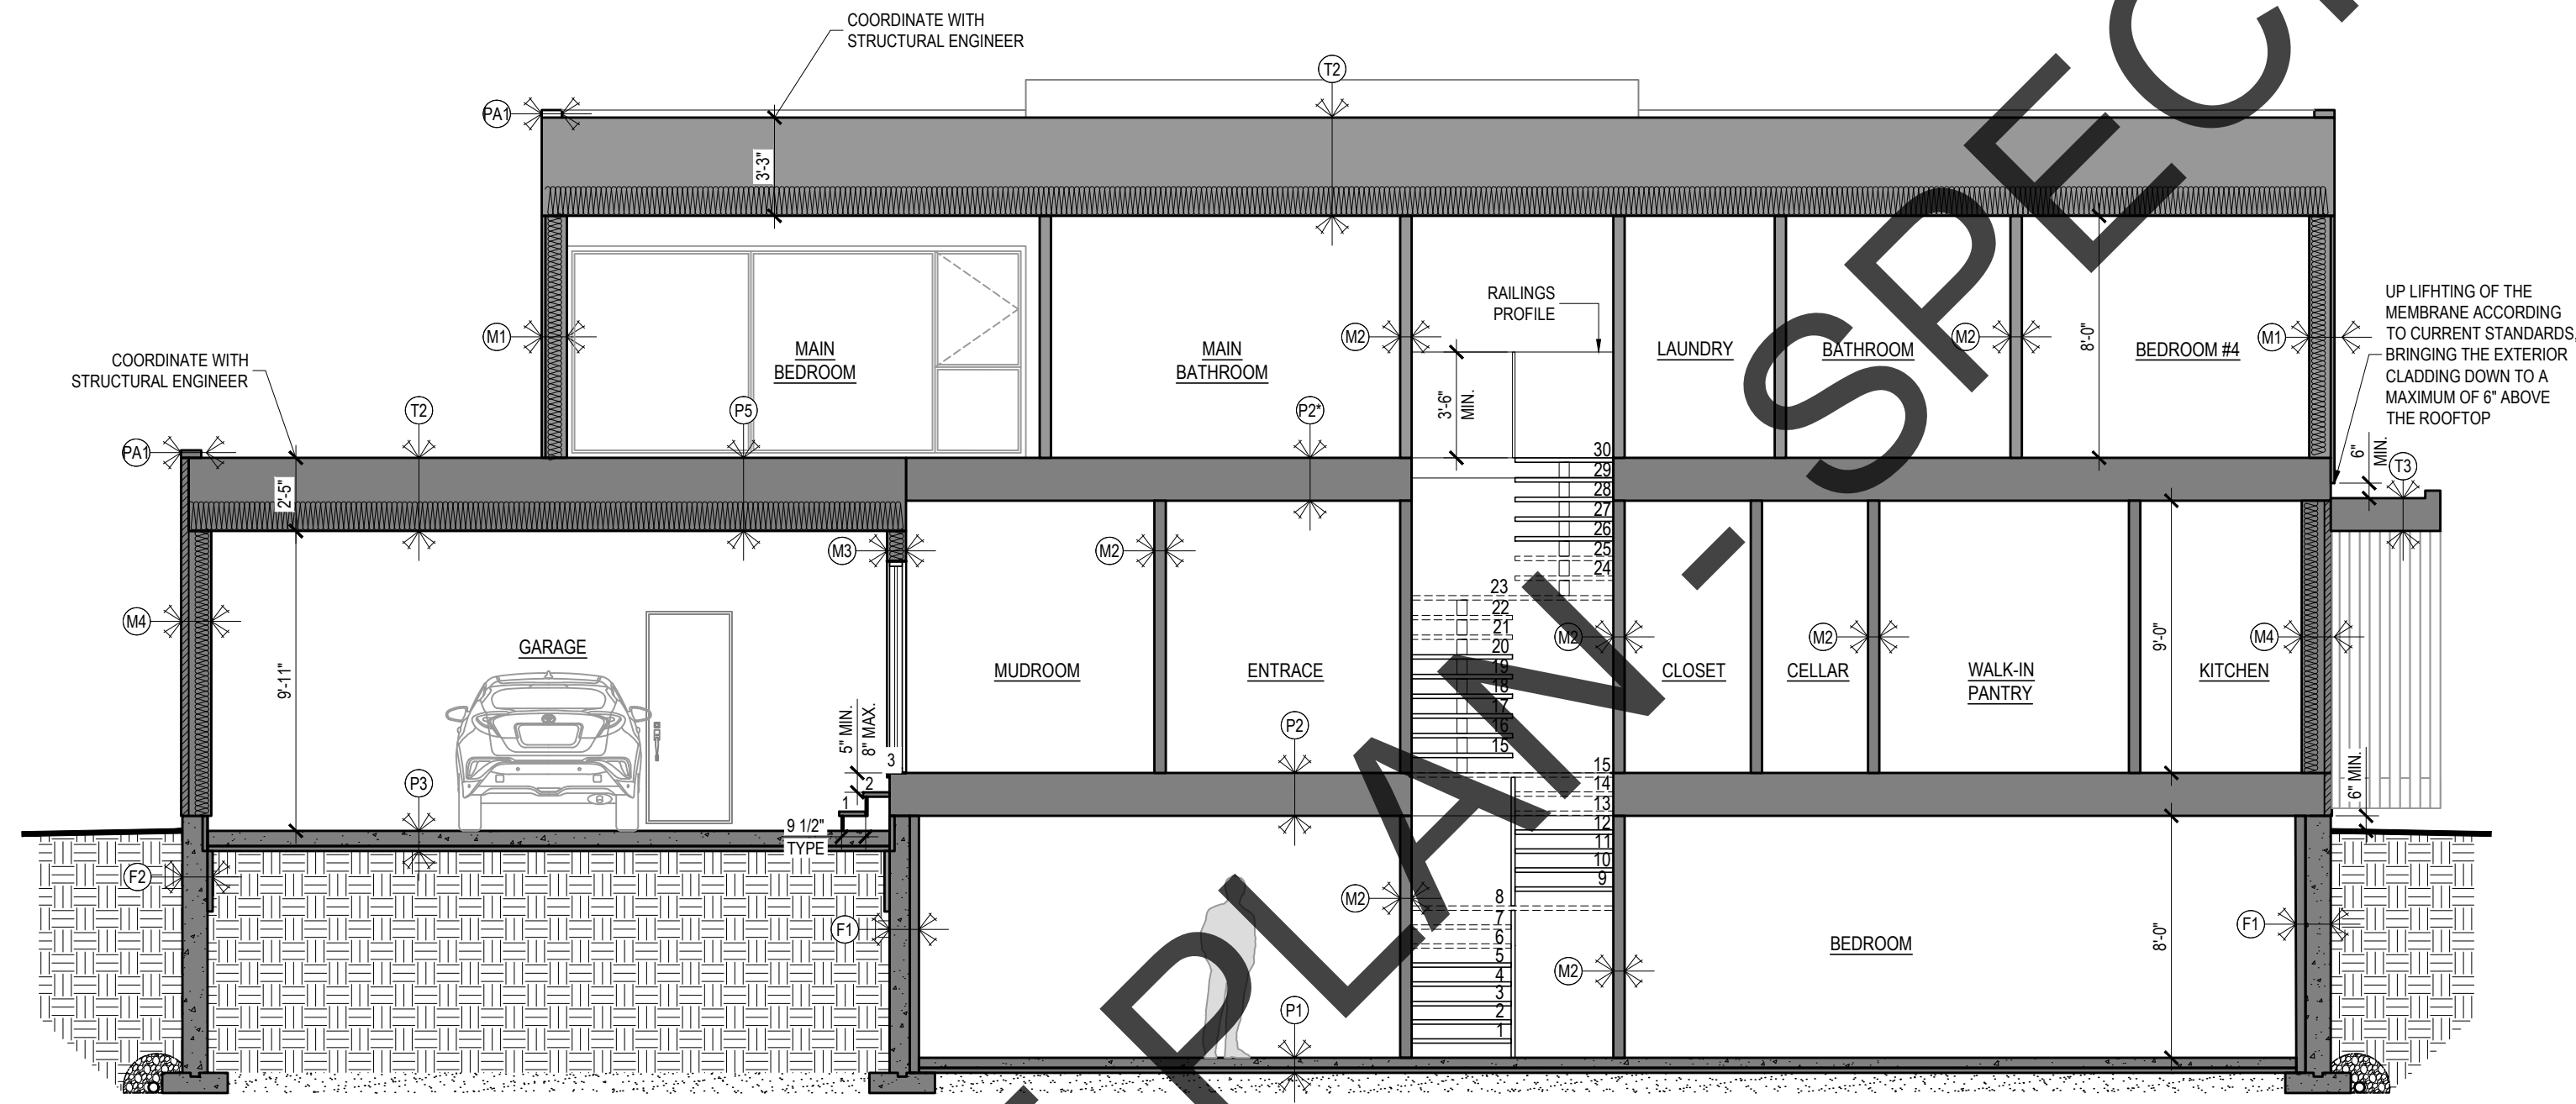 COORDINATE WITH
STRUCTURAL ENGINEER
T2
PA1
3'-3"
RAILINGS
PROFILE
M1
MAIN
BEDROOM
MAIN
BATHROOM
M2
LAUNDRY
BATHROOM
M2
8'-0"
BEDROOM #4
M1
UP LIFHTING OF THE
MEMBRANE ACCORDING
TO CURRENT STANDARDS,
BRINGING THE EXTERIOR
CLADDING DOWN TO A
MAXIMUM OF 6" ABOVE
THE ROOFTOP
COORDINATE WITH
STRUCTURAL ENGINEER
T2
P5
P2*
3'-6"
MIN.
PA1
6"
MIN.
T3
2'-5"
30
29
28
27
26
25
24
23
22
21
20
19
18
17
16
15
M3
M2
M4
GARAGE
9'-11"
MUDROOM
ENTRACE
M2
CLOSET
M2
CELLAR
WALK-IN
PANTRY
9'-0"
KITCHEN
M4
5" MIN.
8" MAX.
3
2
1
P3
P2
9 1/2"
TYPE
6" MIN.
15
14
13
12
11
10
9
8
7
6
5
4
3
2
1
F2
F1
M2
M2
BEDROOM
8'-0"
F1
P1
PLAN - SPEC